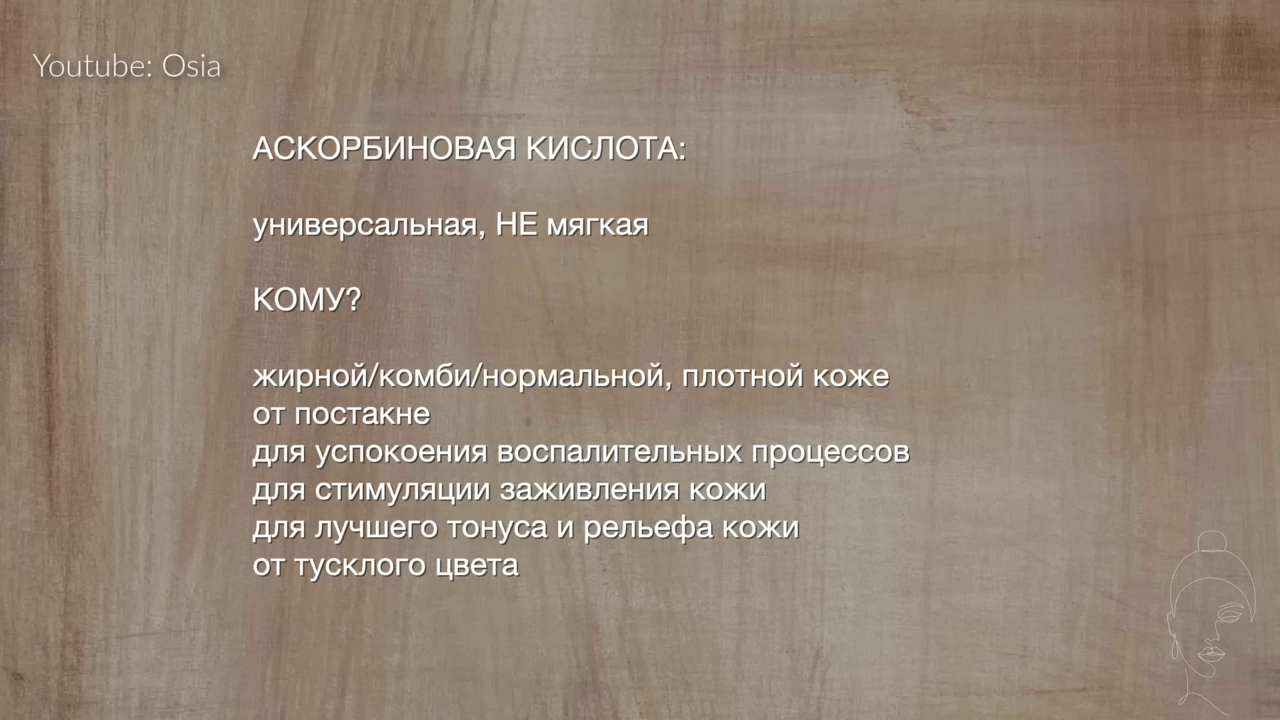 Youtube: Osia
АСКОРБИНОВАЯ КИСЛОТА:
универсальная, НЕ мягкая
КОМУ?
жирной/комби/нормальной, плотной коже
от постакне
для успокоения воспалительных процессов
для стимуляции заживления кожи
для лучшего тонуса и рельефа кожи
от тусклого цвета